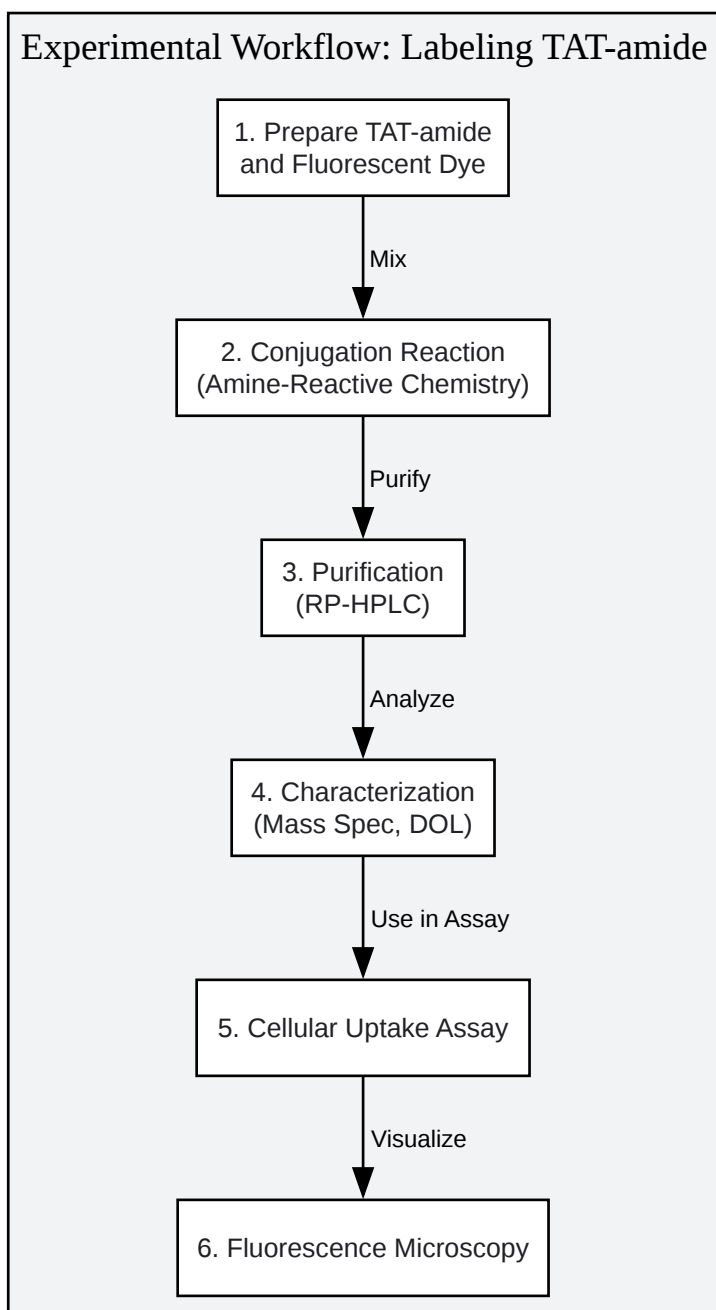 Experimental Workflow: Labeling TAT-amide
1. Prepare TAT-amide
and Fluorescent Dye
Mix
2. Conjugation Reaction
(Amine-Reactive Chemistry)
Purify
3. Purification
(RP-HPLC)
Analyze
4. Characterization
(Mass Spec, DOL)
Use in Assay
5. Cellular Uptake Assay
Visualize
6. Fluorescence Microscopy